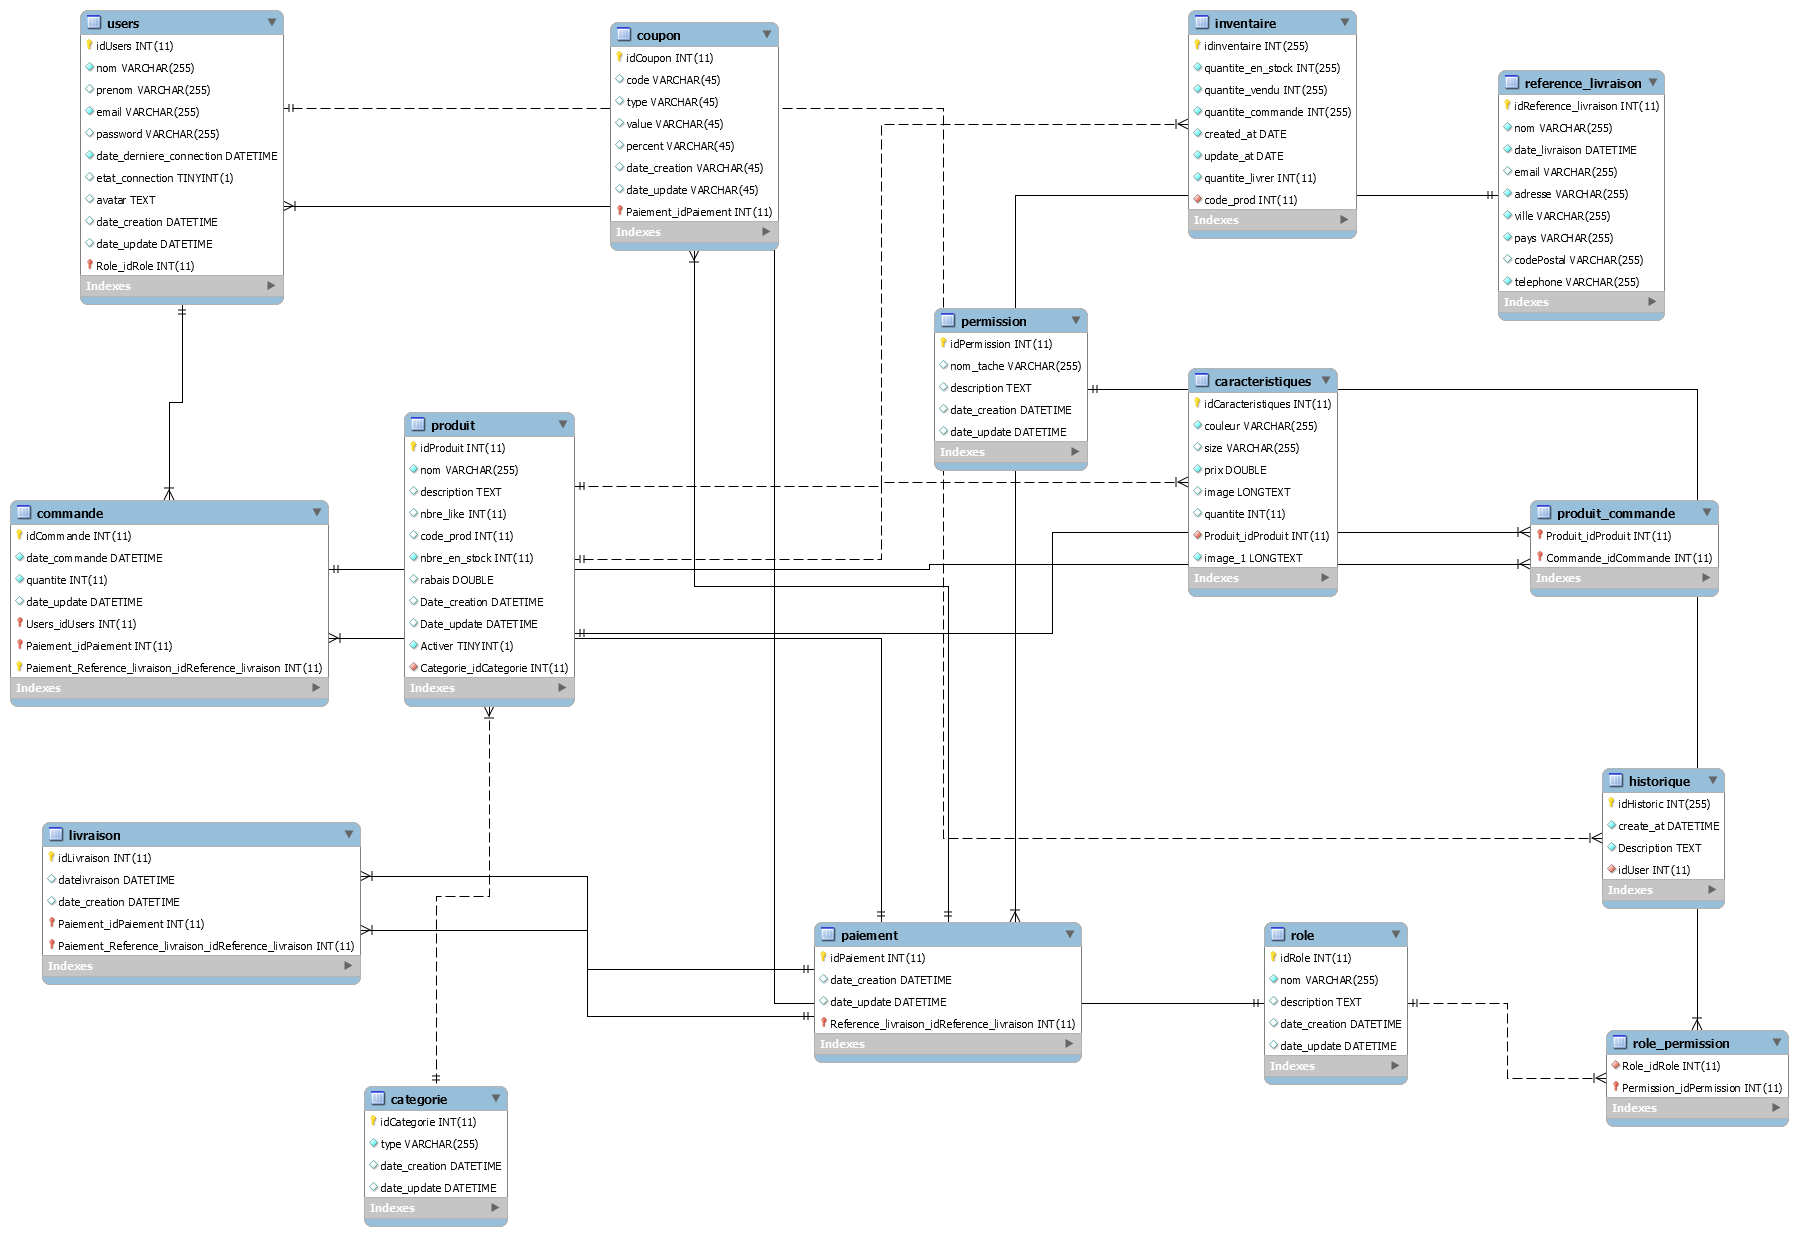 users
idUsers INT(11)
nom VARCHAR(255)
prenom VARCHAR(255)
email VARCHAR(255)
password VARCHAR(255)
date_derniere_connection DATETIME
etat_connection TINYINT(1)
avatar TEXT
date_creation DATETIME
date_update DATETIME
Role_idRole INT(11)
Indexes
coupon
idCoupon INT(11)
code VARCHAR(45)
type VARCHAR(45)
value VARCHAR(45)
percent VARCHAR(45)
date_creation VARCHAR(45)
date_update VARCHAR(45)
Paiement_idPaiement INT(11)
Indexes
inventaire
idinventaire INT(255)
quantite_en_stock INT(255)
quantite_vendu INT(255)
quantite_commande INT(255)
created_at DATE
update_at DATE
quantite_livrer INT(11)
code_prod INT(11)
Indexes
reference_livraison
idReference_livraison INT(11)
nom VARCHAR(255)
date_livraison DATETIME
email VARCHAR(255)
adresse VARCHAR(255)
ville VARCHAR(255)
pays VARCHAR(255)
codePostal VARCHAR(255)
telephone VARCHAR(255)
Indexes
permission
idPermission INT(11)
nom_tache VARCHAR(255)
description TEXT
date_creation DATETIME
date_update DATETIME
Indexes
caracteristiques
idCaracteristiques INT(11)
couleur VARCHAR(255)
size VARCHAR(255)
prix DOUBLE
image LONGTEXT
quantite INT(11)
Produit_idProduit INT(11)
image_1 LONGTEXT
Indexes
produit
idProduit INT(11)
nom VARCHAR(255)
description TEXT
nbre_like INT(11)
code_prod INT(11)
nbre_en_stock INT(11)
rabais DOUBLE
Date_creation DATETIME
Date_update DATETIME
Activer TINYINT(1)
Categorie_idCategorie INT(11)
Indexes
commande
idCommande INT(11)
date_commande DATETIME
quantite INT(11)
date_update DATETIME
Users_idUsers INT(11)
Paiement_idPaiement INT(11)
Paiement_Reference_livraison_idReference_livraison INT(11)
Indexes
produit_commande
Produit_idProduit INT(11)
Commande_idCommande INT(11)
Indexes
historique
idHistoric INT(255)
create_at DATETIME
Description TEXT
idUser INT(11)
Indexes
livraison
idLivraison INT(11)
datelivraison DATETIME
date_creation DATETIME
Paiement_idPaiement INT(11)
Paiement_Reference_livraison_idReference_livraison INT(11)
Indexes
paiement
idPaiement INT(11)
date_creation DATETIME
date_update DATETIME
Reference_livraison_idReference_livraison INT(11)
Indexes
role
idRole INT(11)
nom VARCHAR(255)
description TEXT
date_creation DATETIME
date_update DATETIME
Indexes
role_permission
Role_idRole INT(11)
Permission_idPermission INT(11)
Indexes
categorie
idCategorie INT(11)
type VARCHAR(255)
date_creation DATETIME
date_update DATETIME
Indexes